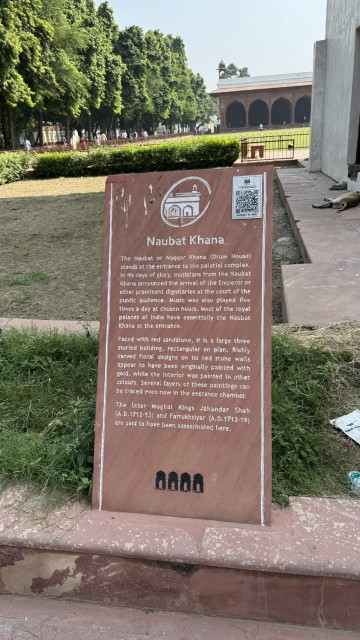 Naubat Khana
The Naubat or Naqqar Khana (Drum House)
stands at the entrance to the palatial complex.
In its days of glory, musicians from the Naubat
Khana announced the arrival of the Emperor or
other prominent dignitaries at the court of the
public audience. Music was also played five
times a day at chosen hours. Most of the royal
palaces of India have essentially the Naubat
Khana at the entrance.
Faced with red sandstone, it is a large three
storied building, rectangular on plan. Richly
carved floral designs on its red stone walls
appear to have been originally painted with
gold, while the interior was painted in other
colours. Several layers of these paintings can
be traced even now in the entrance chamber.
The later Mughal Kings Jahandar Shah
(A.D.1712-13) and Farrukhsiyar (A.D.1713-19)
are said to have been assassinated here.